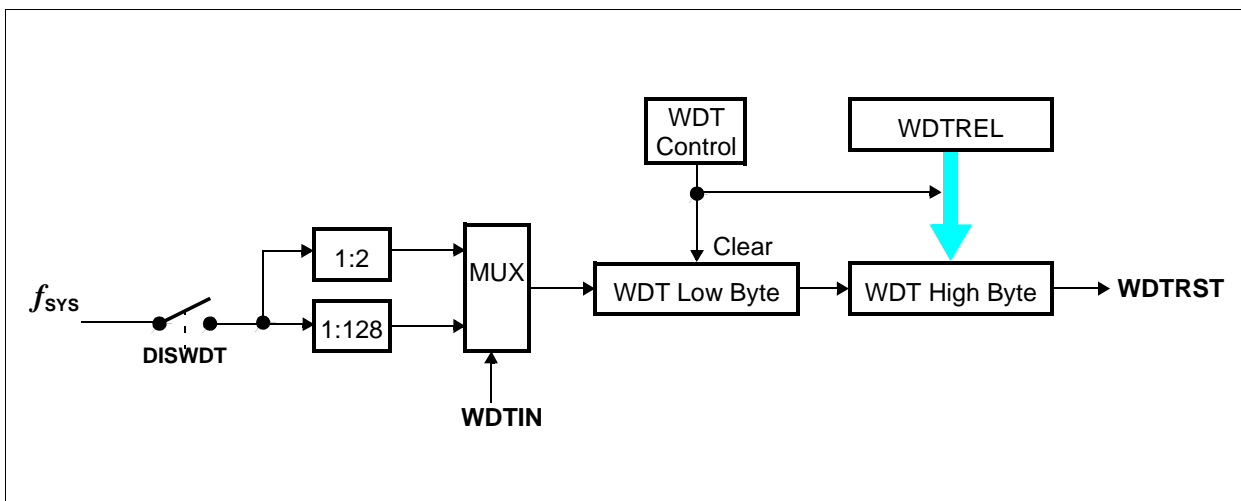 WDT
Control
WDTREL
Clear
1:2
MUX
WDT Low Byte
WDT High Byte
WDTRST
fSYS
1:128
DISWDT
WDTIN